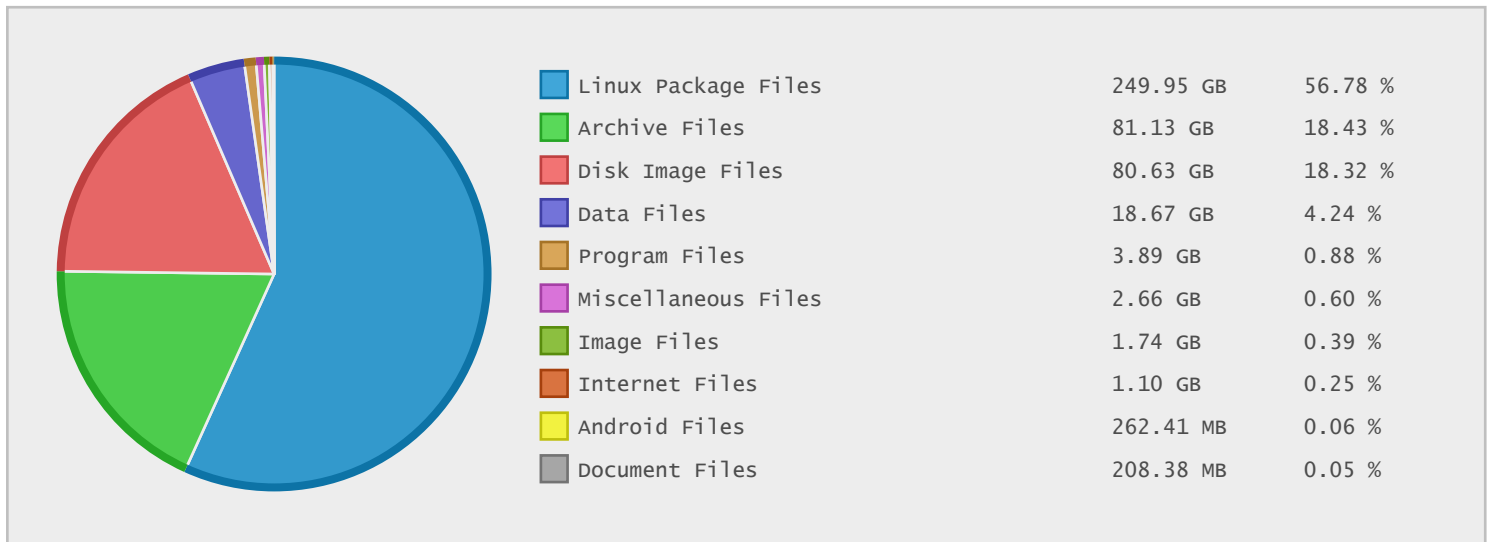 Linux Package Files 249.95 GB 56.78 %
Archive Files 81.13 GB 18.43 %
Disk Image Files 80.63 GB 18.32 %
Data Files 18.67 GB 4.24 %
Program Files 3.89 GB 0.88 %
Miscellaneous Files 2.66 GB 0.60 %
Image Files 1.74 GB 0.39 %
Internet Files 1.10 GB 0.25 %
Android Files 262.41 MB 0.06 %
Document Files 208.38 MB 0.05 %